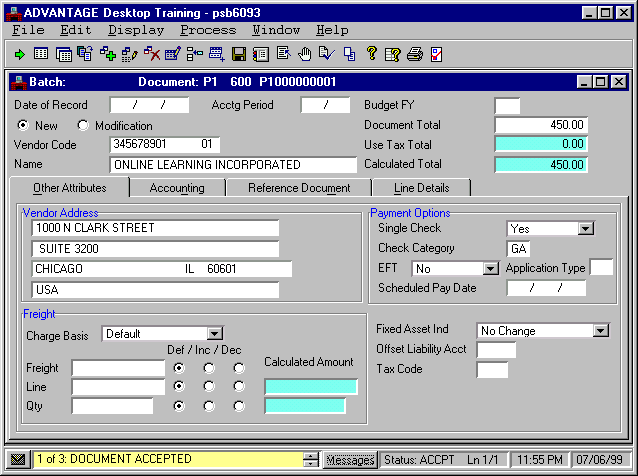 ADVANTAGE Desktop Training - psb6093
File Edit Display Process Window Help
Batch: Document: P1 600 P1000000001
Date of Record / / Acctg Period / Budget FY
New Modification Document Total 450.00
Vendor Code 345678901 01 Use Tax Total 0.00
Name ONLINE LEARNING INCORPORATED Calculated Total 450.00
Other Attributes Accounting Reference Document Line Details
Vendor Address
1000 N CLARK STREET
SUITE 3200
CHICAGO IL 60601
USA
Payment Options
Single Check Yes
Check Category GA
EFT No Application Type
Scheduled Pay Date / /
Freight
Charge Basis Default
Def / Inc / Dec Calculated Amount
Freight
Line
Qty
Fixed Asset Ind No Change
Offset Liability Acct
Tax Code
1 of 3: DOCUMENT ACCEPTED Messages Status: ACCPT Ln 1/1 11:55 PM 07/06/99